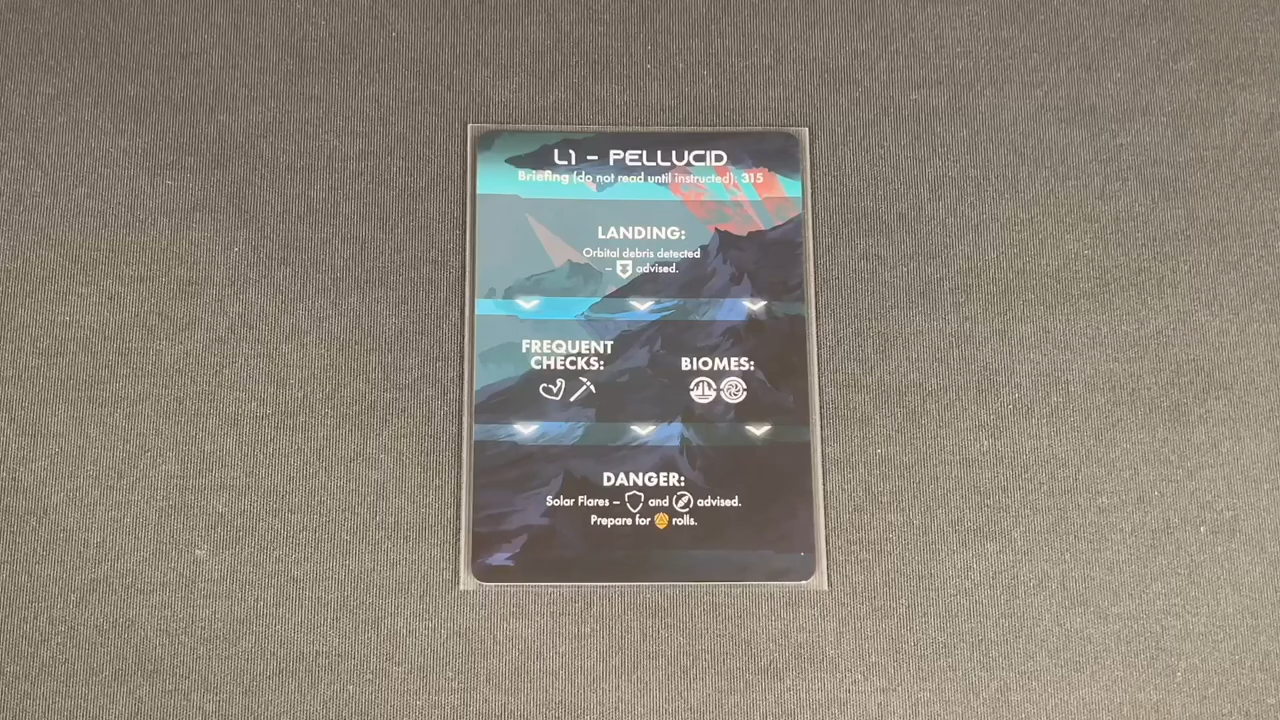 L1 – PELLUCID
Briefing (do not read until instructed): 315
LANDING:
Orbital debris detected
– advised.
FREQUENT
CHECKS:
BIOMES:
DANGER:
Solar Flares – and advised.
Prepare for rolls.